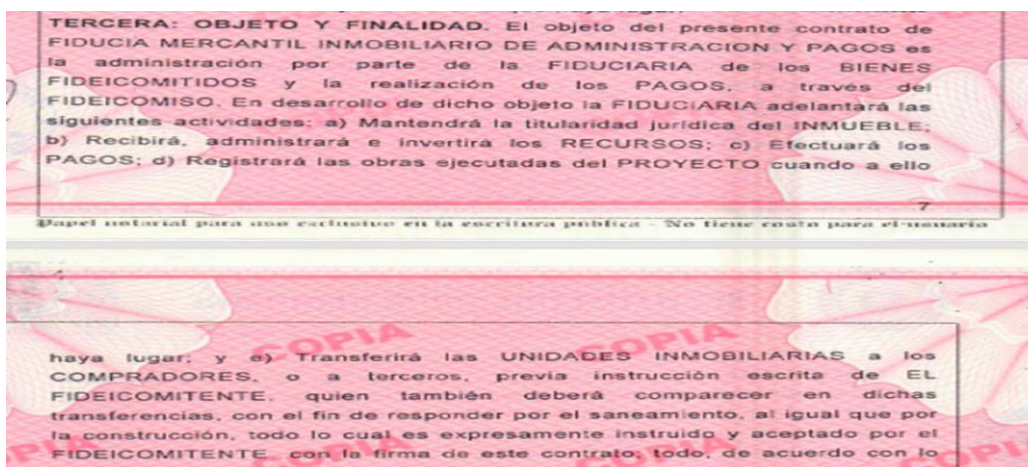 TERCERA: OBJETO Y FINALIDAD. El objeto del presente contrato de
FIDUCIA MERCANTIL INMOBILIARIO DE ADMINISTRACION Y PAGOS es
la administración por parte de la FIDUCIARIA de los BIENES
FIDEICOMITIDOS y la realización de los PAGOS, a través del
FIDEICOMISO. En desarrollo de dicho objeto la FIDUCIARIA adelantará las
siguientes actividades: a) Mantendrá la titularidad jurídica del INMUEBLE;
b) Recibirá, administrará e invertirá los RECURSOS; c) Efectuará los
PAGOS; d) Registrará las obras ejecutadas del PROYECTO cuando a ello
7
Papel notarial para uso exclusivo en la escritura pública - No tiene costo para el usuario
COPIA COPIA
haya lugar; y e) Transferirá las UNIDADES INMOBILIARIAS a los
COMPRADORES, o a terceros, previa instrucción escrita de EL
FIDEICOMITENTE, quien también deberá comparecer en dichas
transferencias, con el fin de responder por el saneamiento, al igual que por
la construcción, todo lo cual es expresamente instruido y aceptado por el
FIDEICOMITENTE con la firma de este contrato; todo, de acuerdo con lo